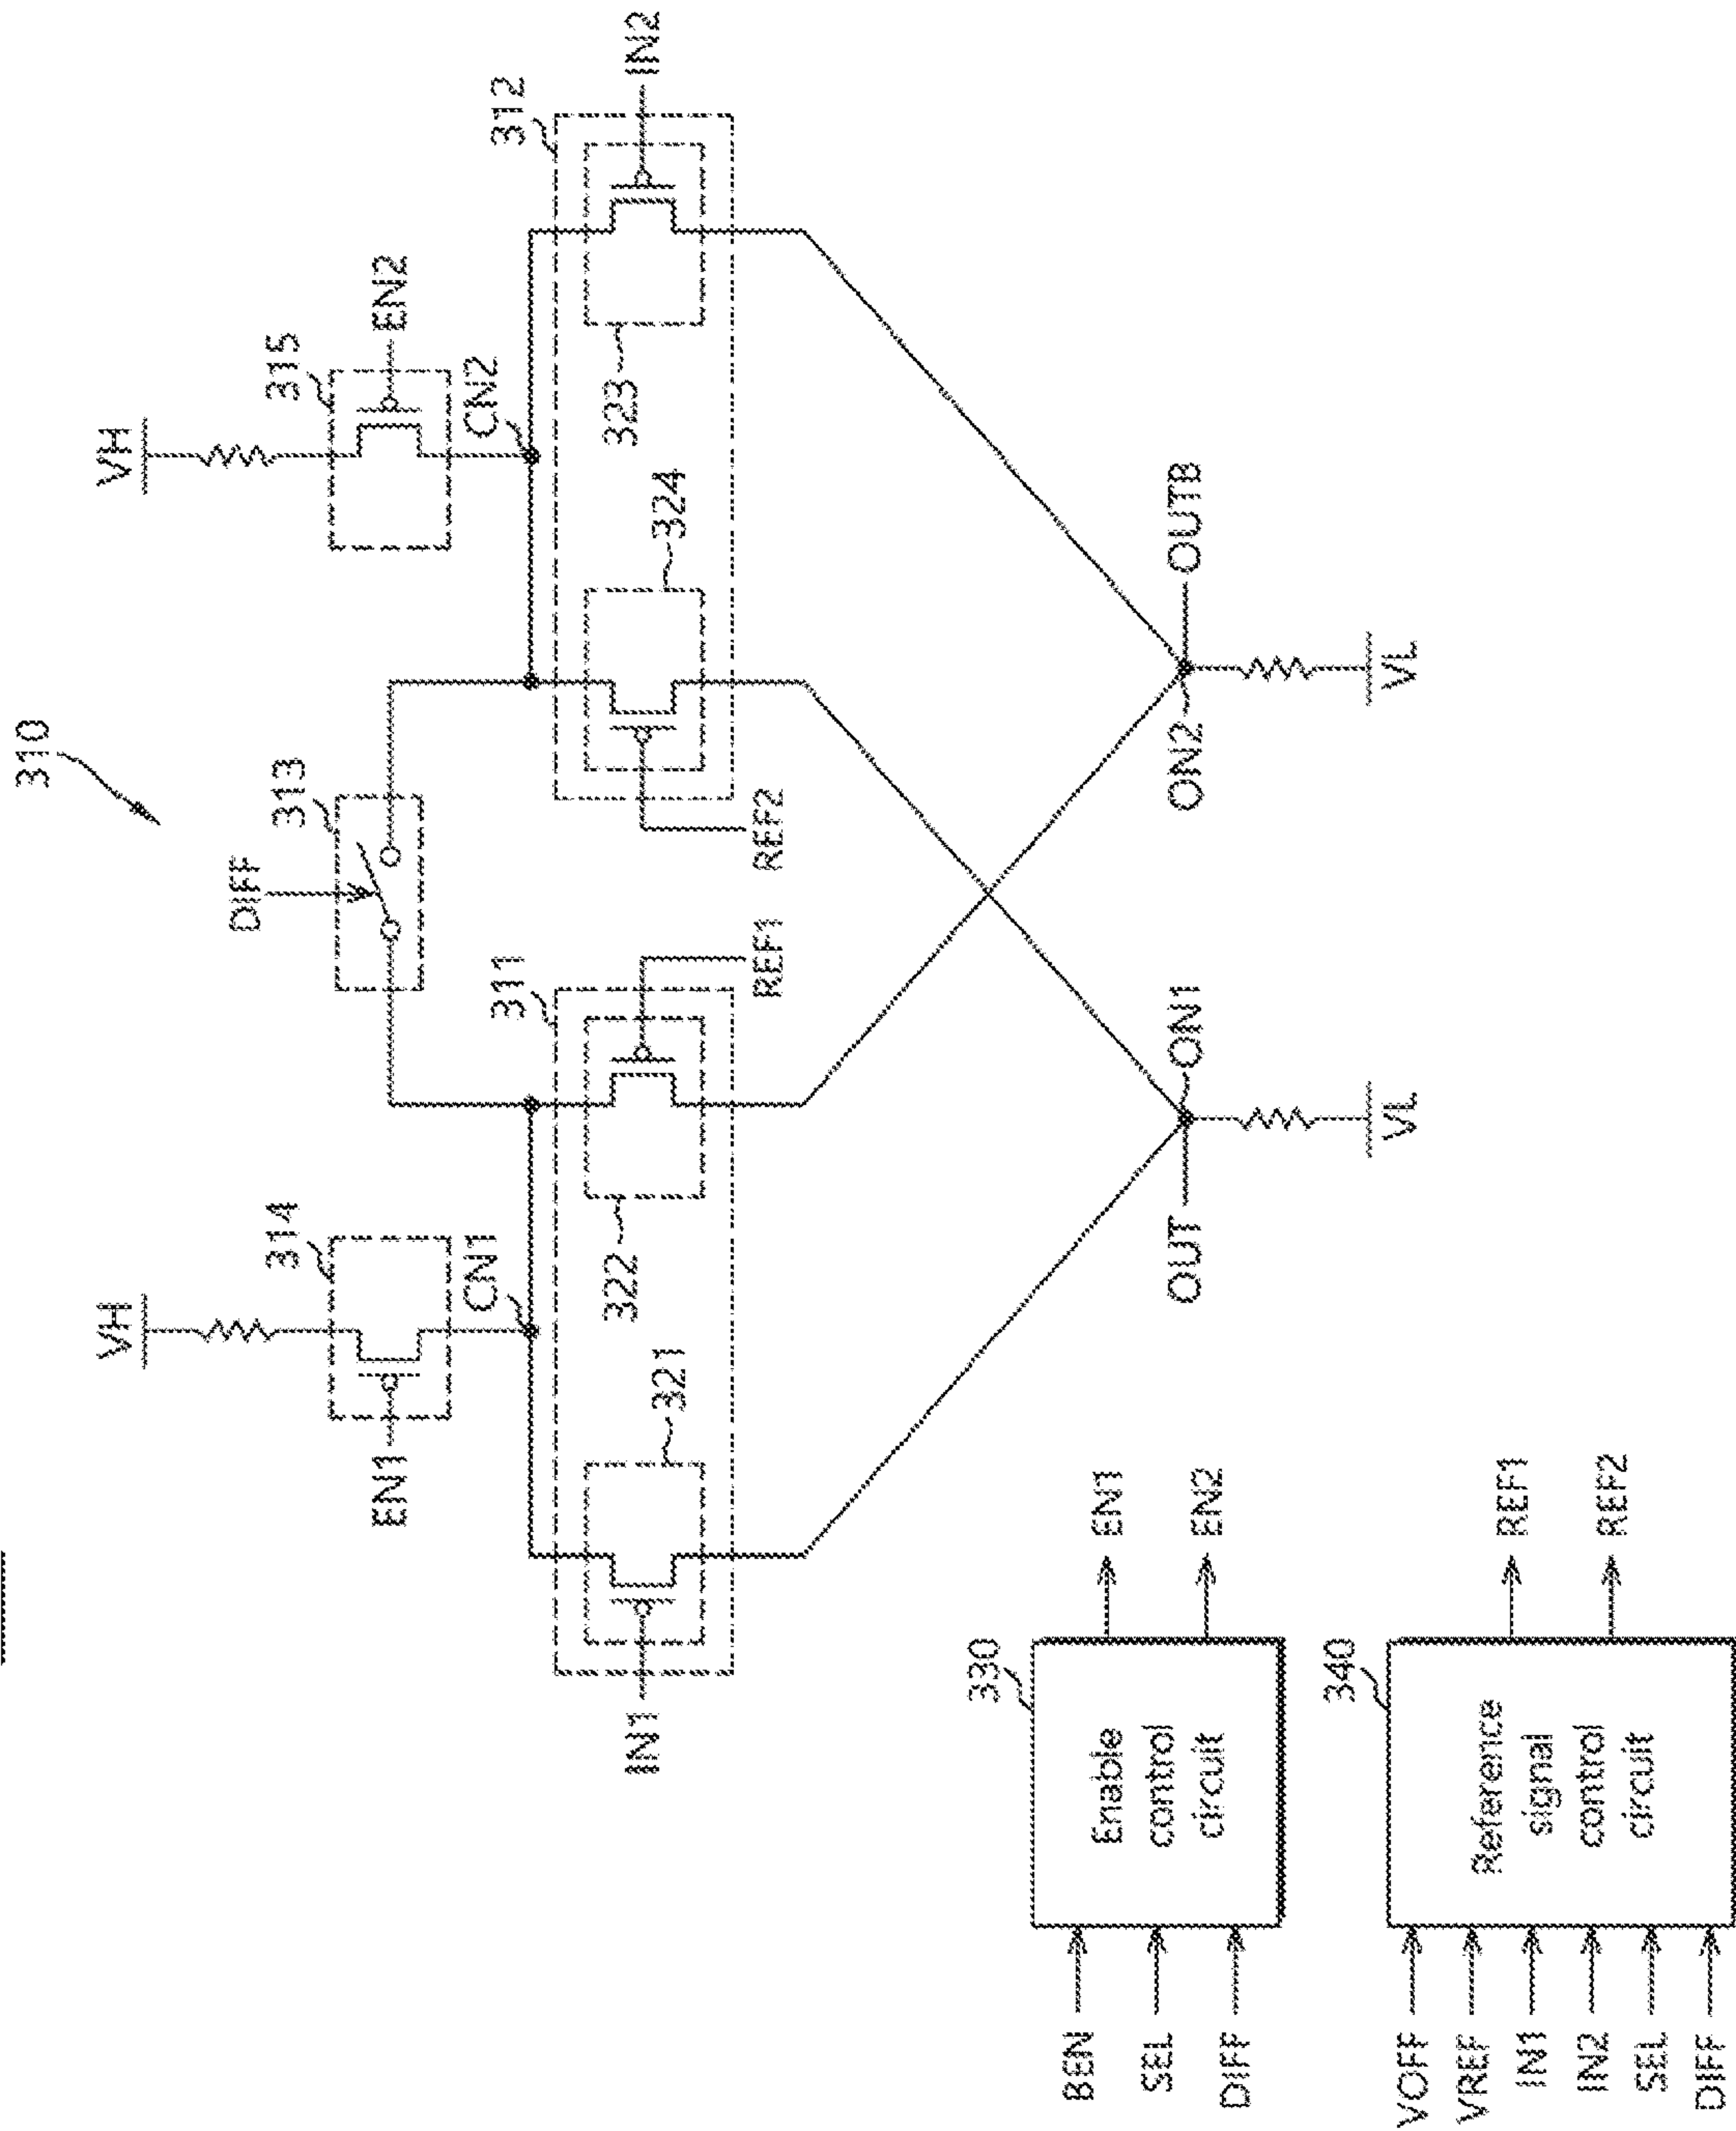 310
VH
314
EN1
CN1
DIFF
313
VH
315
EN2
CN2
311
312
IN1
321
322
REF1
REF2
324
323
IN2
OUT
ON1
VL
ON2
OUTB
VL
330
BEN
SEL
DIFF
Enable
control
circuit
EN1
EN2
340
VOFF
VREF
IN1
IN2
SEL
DIFF
Reference
signal
control
circuit
REF1
REF2